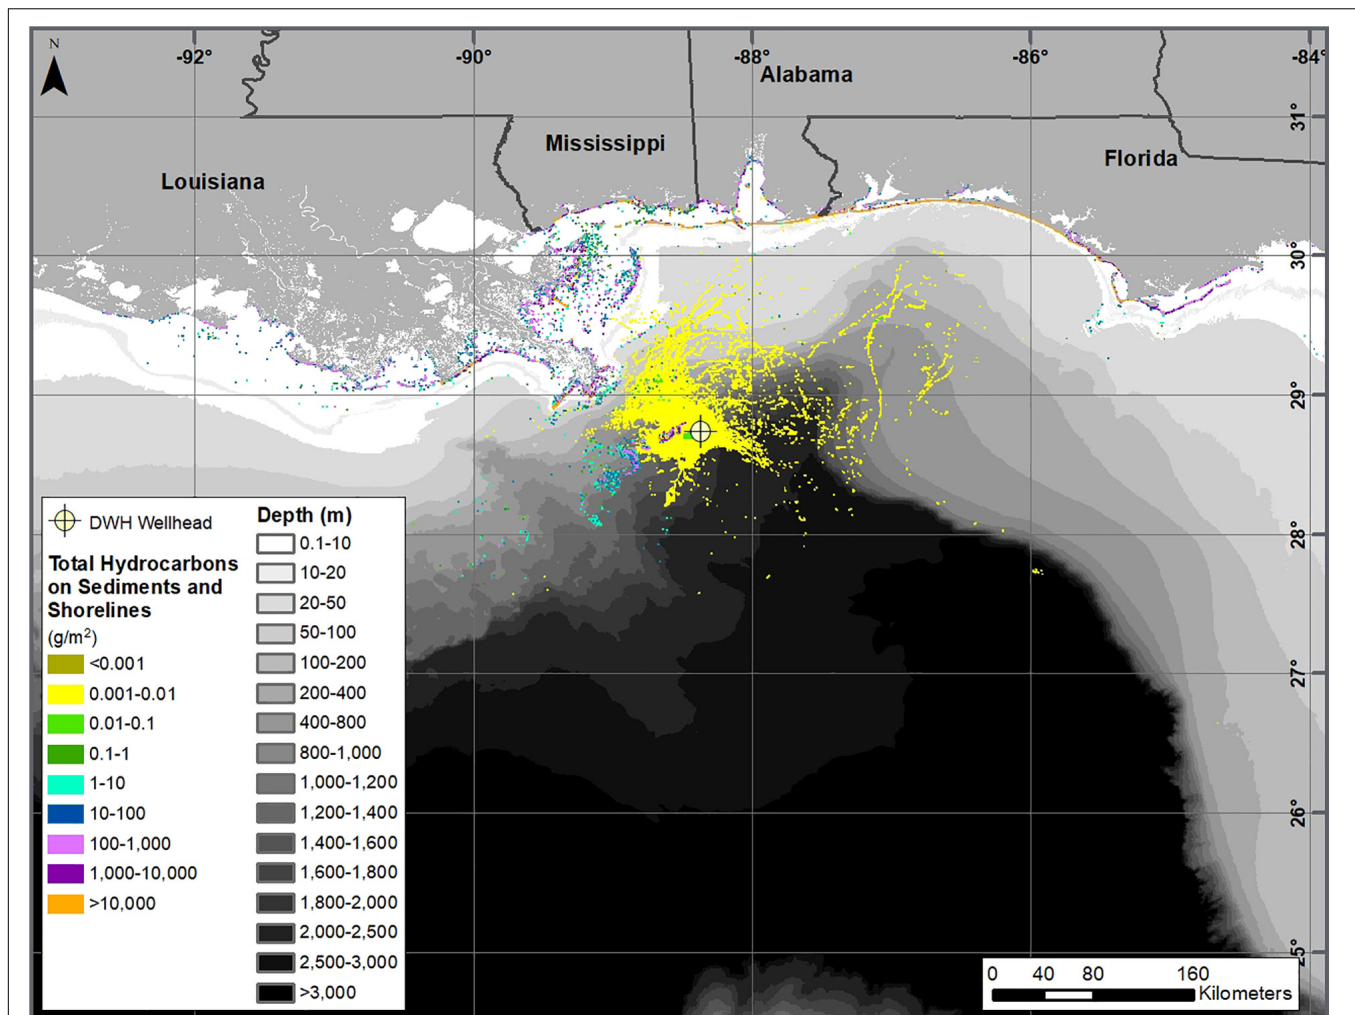 N
-92°
-90°
-88°
-86°
-84°
Alabama
31°
Mississippi
Florida
Louisiana
30°
29°
28°
27°
26°
25°
DWH Wellhead
Total Hydrocarbons
on Sediments and
Shorelines
(g/m²)
<0.001
0.001-0.01
0.01-0.1
0.1-1
1-10
10-100
100-1,000
1,000-10,000
>10,000
Depth (m)
0.1-10
10-20
20-50
50-100
100-200
200-400
400-800
800-1,000
1,000-1,200
1,200-1,400
1,400-1,600
1,600-1,800
1,800-2,000
2,000-2,500
2,500-3,000
>3,000
0 40 80 160
Kilometers